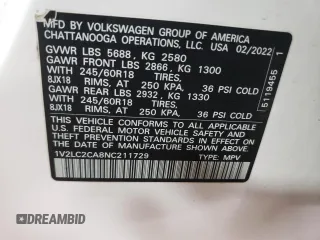 MFD BY VOLKSWAGEN GROUP OF AMERICA
CHATTANOOGA OPERATIONS, LLC. USA 02/2022
GVWR LBS 5688, KG 2580
GAWR FRONT LBS 2866, KG 1300
WITH 245/60R18 TIRES,
8JX18 RIMS, AT 250 KPA, 36 PSI COLD
GAWR REAR LBS 2932, KG 1330
WITH 245/60R18 TIRES,
8JX18 RIMS, AT 250 KPA, 36 PSI COLD
THIS VEHICLE CONFORMS TO ALL APPLICABLE U.S.
FEDERAL MOTOR VEHICLE SAFETY AND THEFT
PREVENTION STANDARDS IN EFFECT ON THE DATE OF
MANUFACTURE SHOWN ABOVE.
1V2LC2CA8NC211729 TYPE: MPV
5119455 1
© DRIVEDSAFELY